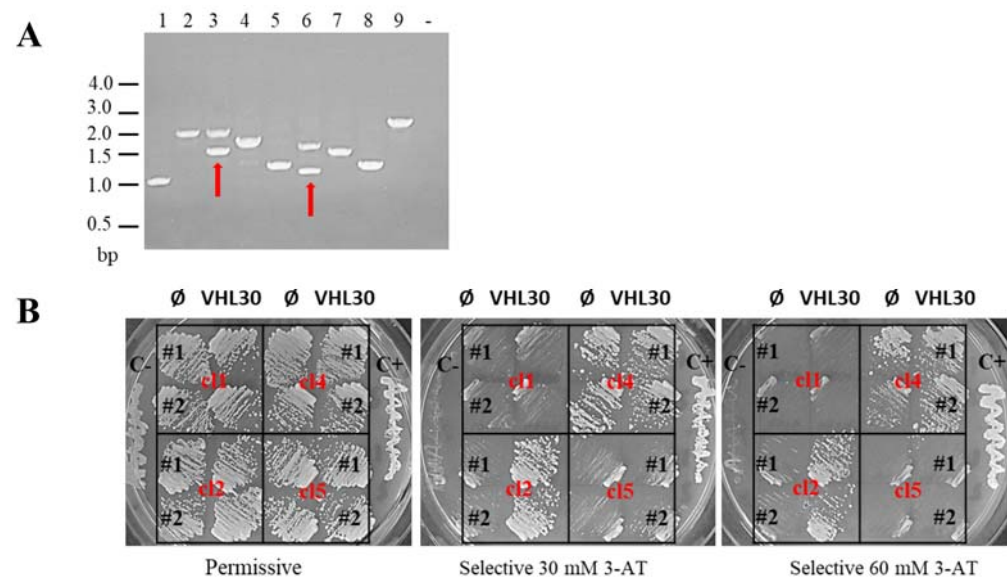 A
1 2 3 4 5 6 7 8 9 -
4.0
3.0
2.0
1.5
1.0
0.5
bp
B
Ø VHL30 Ø VHL30 Ø VHL30 Ø VHL30 Ø VHL30 Ø VHL30
C- #1 #1 C+ C- #1 #1 C+ C- #1 #1 C+
cl1 cl4 cl1 cl4 cl1 cl4
#2 #2 #2 #2 #2 #2
#1 #1 #1 #1 #1 #1
cl2 cl5 cl2 cl5 cl2 cl5
#2 #2 #2 #2 #2 #2
Permissive Selective 30 mM 3-AT Selective 60 mM 3-AT